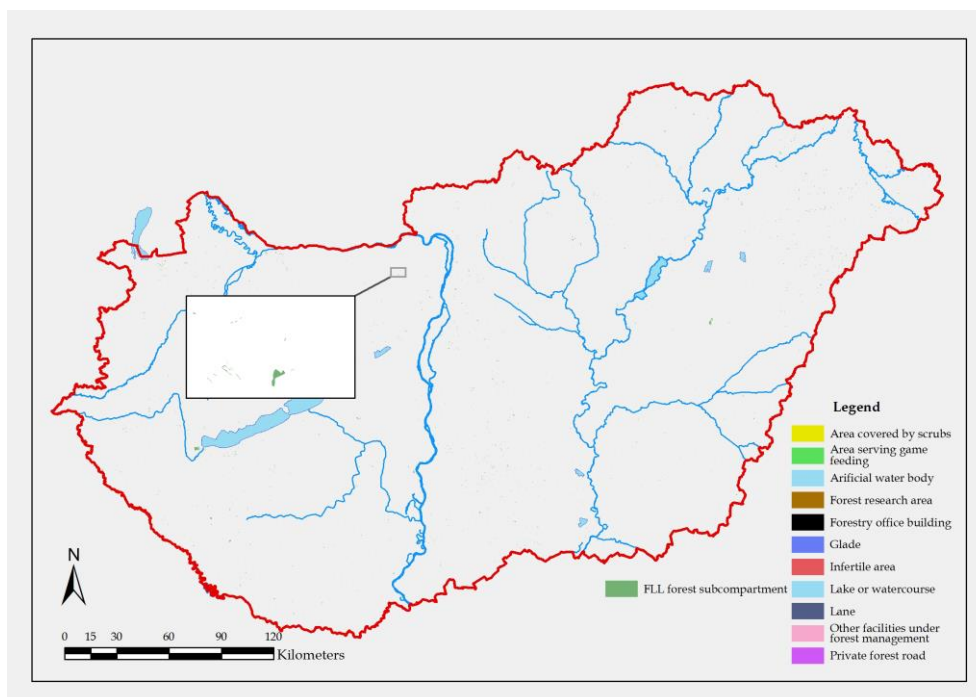 Legend
Area covered by scrubs
Area serving game
feeding
Arificial water body
Forest research area
Forestry office building
Glade
Infertile area
Lake or watercourse
Lane
Other facilities under
forest management
Private forest road
FLL forest subcompartment
N
0 15 30 60 90 120
Kilometers